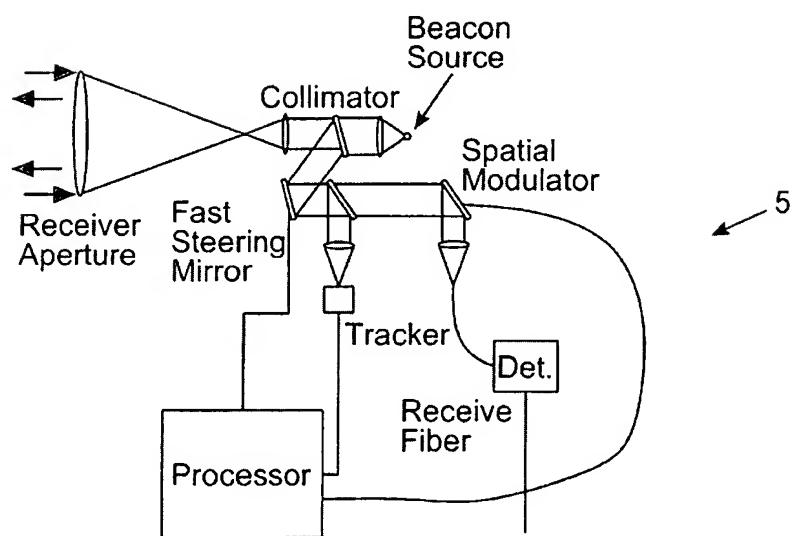 Beacon
Source
Collimator
Spatial
Modulator
5
Receiver
Aperture
Fast
Steering
Mirror
Tracker
Det.
Receive
Fiber
Processor